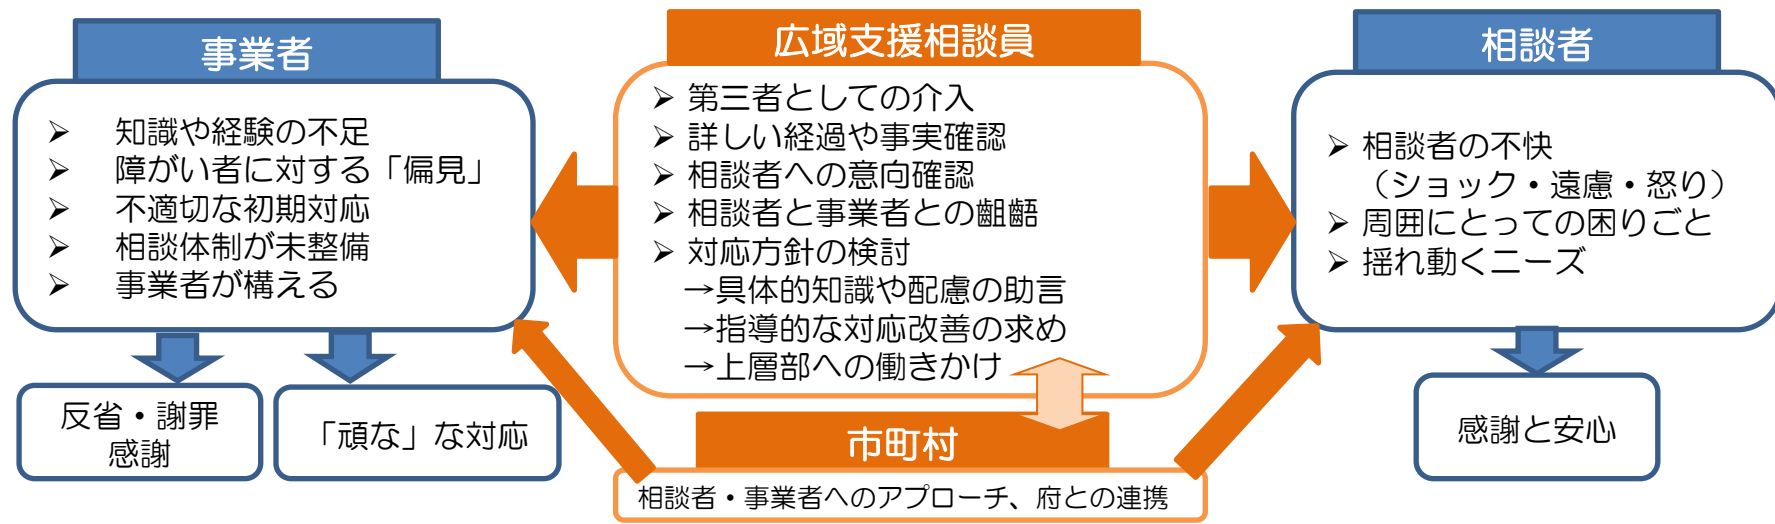 事業者
➢ 知識や経験の不足
➢ 障がい者に対する「偏見」
➢ 不適切な初期対応
➢ 相談体制が未整備
➢ 事業者が構える
反省・謝罪
感謝
「頑な」な対応
広域支援相談員
➢ 第三者としての介入
➢ 詳しい経過や事実確認
➢ 相談者への意向確認
➢ 相談者と事業者との齟齬
➢ 対応方針の検討
→具体的知識や配慮の助言
→指導的な対応改善の求め
→上層部への働きかけ
市町村
相談者・事業者へのアプローチ、府との連携
相談者
➢ 相談者の不快
（ショック・遠慮・怒り）
➢ 周囲にとっての困りごと
➢ 揺れ動くニーズ
感謝と安心